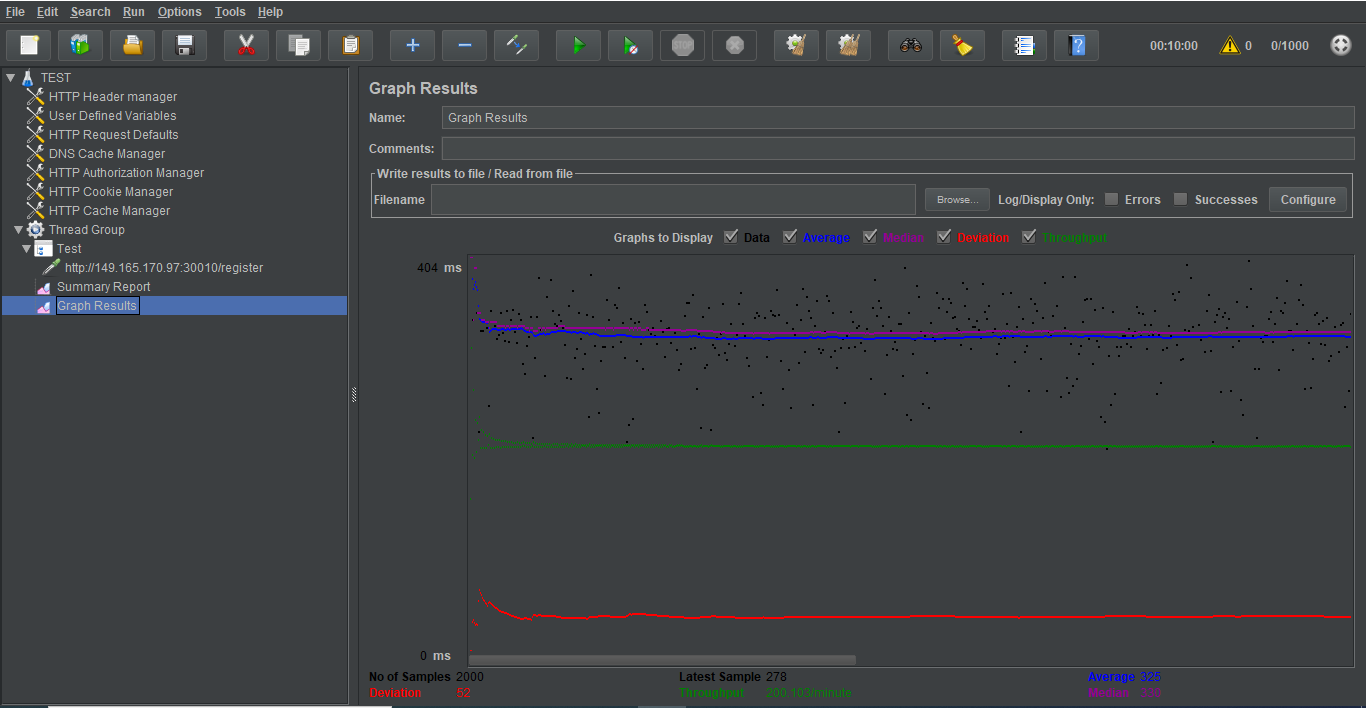 File Edit Search Run Options Tools Help
00:10:00 0 0/1000
STOP
TEST
HTTP Header manager
User Defined Variables
HTTP Request Defaults
DNS Cache Manager
HTTP Authorization Manager
HTTP Cookie Manager
HTTP Cache Manager
Thread Group
Test
http://149.165.170.97:30010/register
Summary Report
Graph Results
Graph Results
Name: Graph Results
Comments:
Write results to file / Read from file
Filename Browse... Log/Display Only: Errors Successes Configure
Graphs to Display Data Average Median Deviation Throughput
404 ms
0 ms
No of Samples 2000 Latest Sample 278 Average 325
Deviation 52 Throughput 200.103/minute Median 330